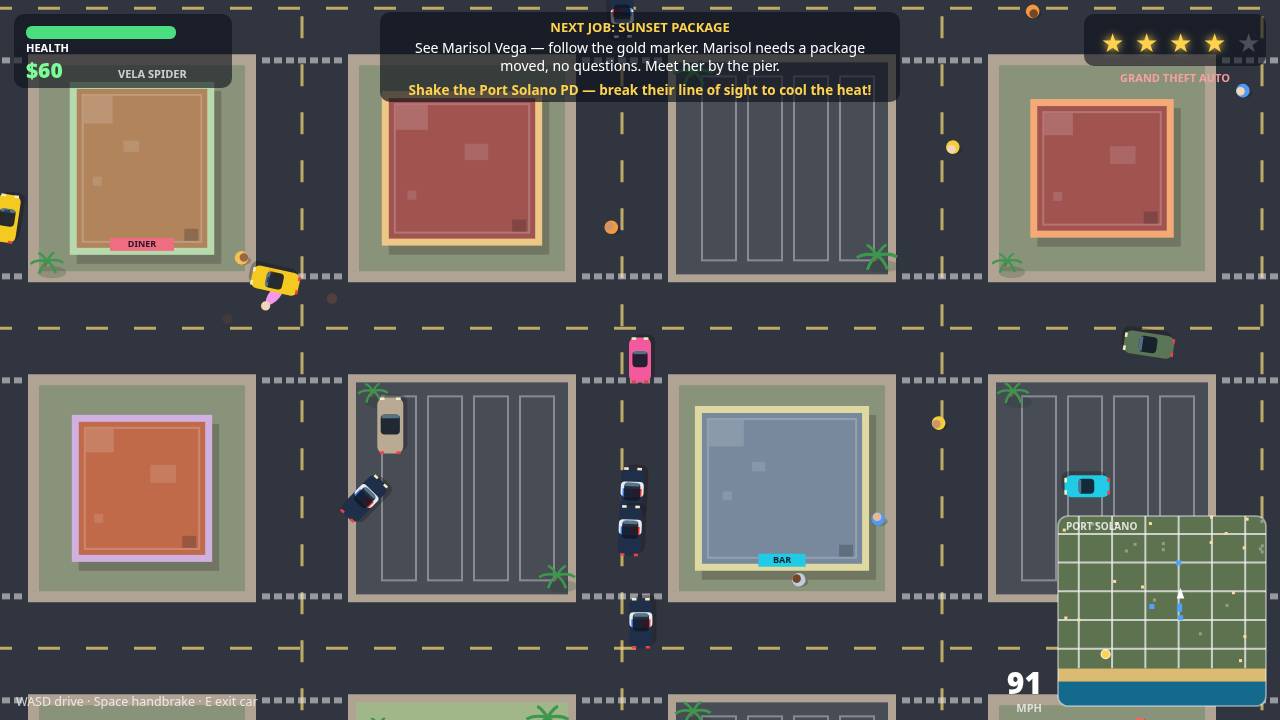 HEALTH
$60
VELA SPIDER
NEXT JOB: SUNSET PACKAGE
See Marisol Vega — follow the gold marker. Marisol needs a package
moved, no questions. Meet her by the pier.
Shake the Port Solano PD — break their line of sight to cool the heat!
GRAND THEFT AUTO
DINER
BAR
PORT SOLANO
91
MPH
WASD drive · Space handbrake · E exit car